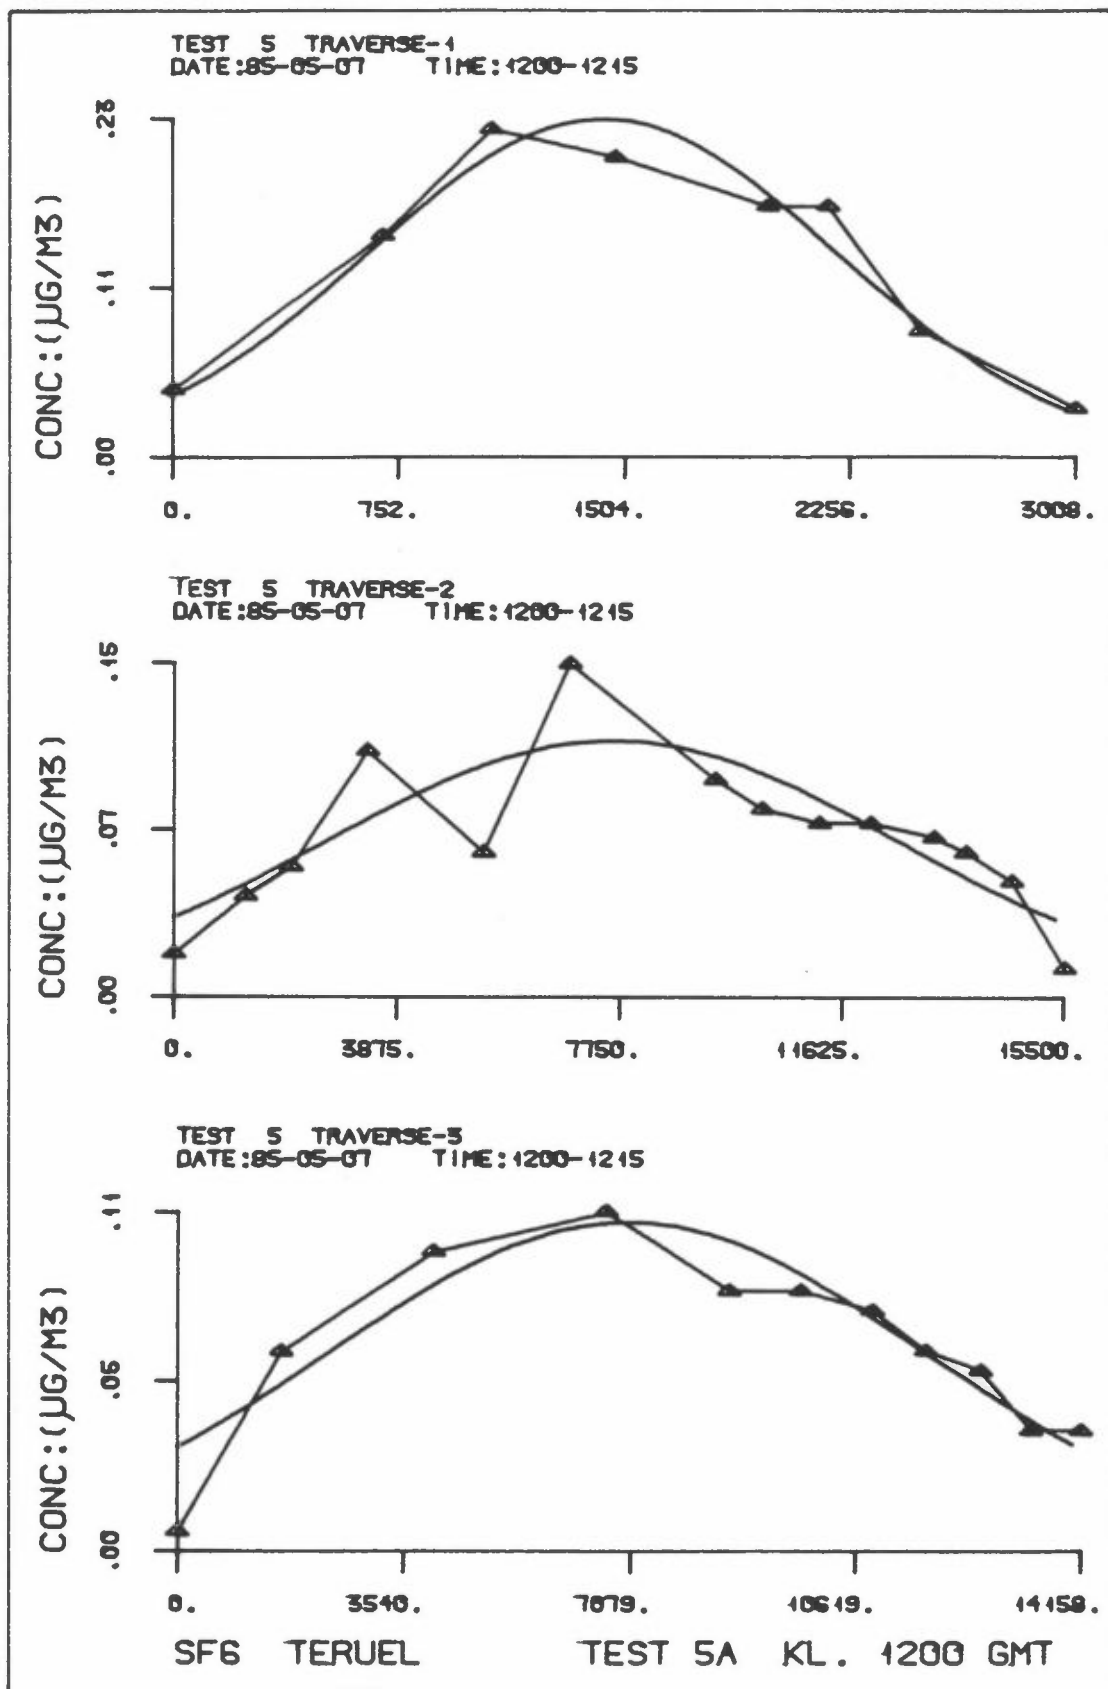 TEST 5 TRAVERSE-1
DATE:85-05-07 TIME:1200-1215
CONC:(μG/M3)
.23
.11
.00
0. 752. 1504. 2256. 3008.
TEST 5 TRAVERSE-2
DATE:85-05-07 TIME:1200-1215
CONC:(μG/M3)
.15
.07
.00
0. 3875. 7750. 11625. 15500.
TEST 5 TRAVERSE-3
DATE:85-05-07 TIME:1200-1215
CONC:(μG/M3)
.11
.05
.00
0. 3540. 7079. 10619. 14158.
SF6 TERUEL TEST 5A KL. 1200 GMT